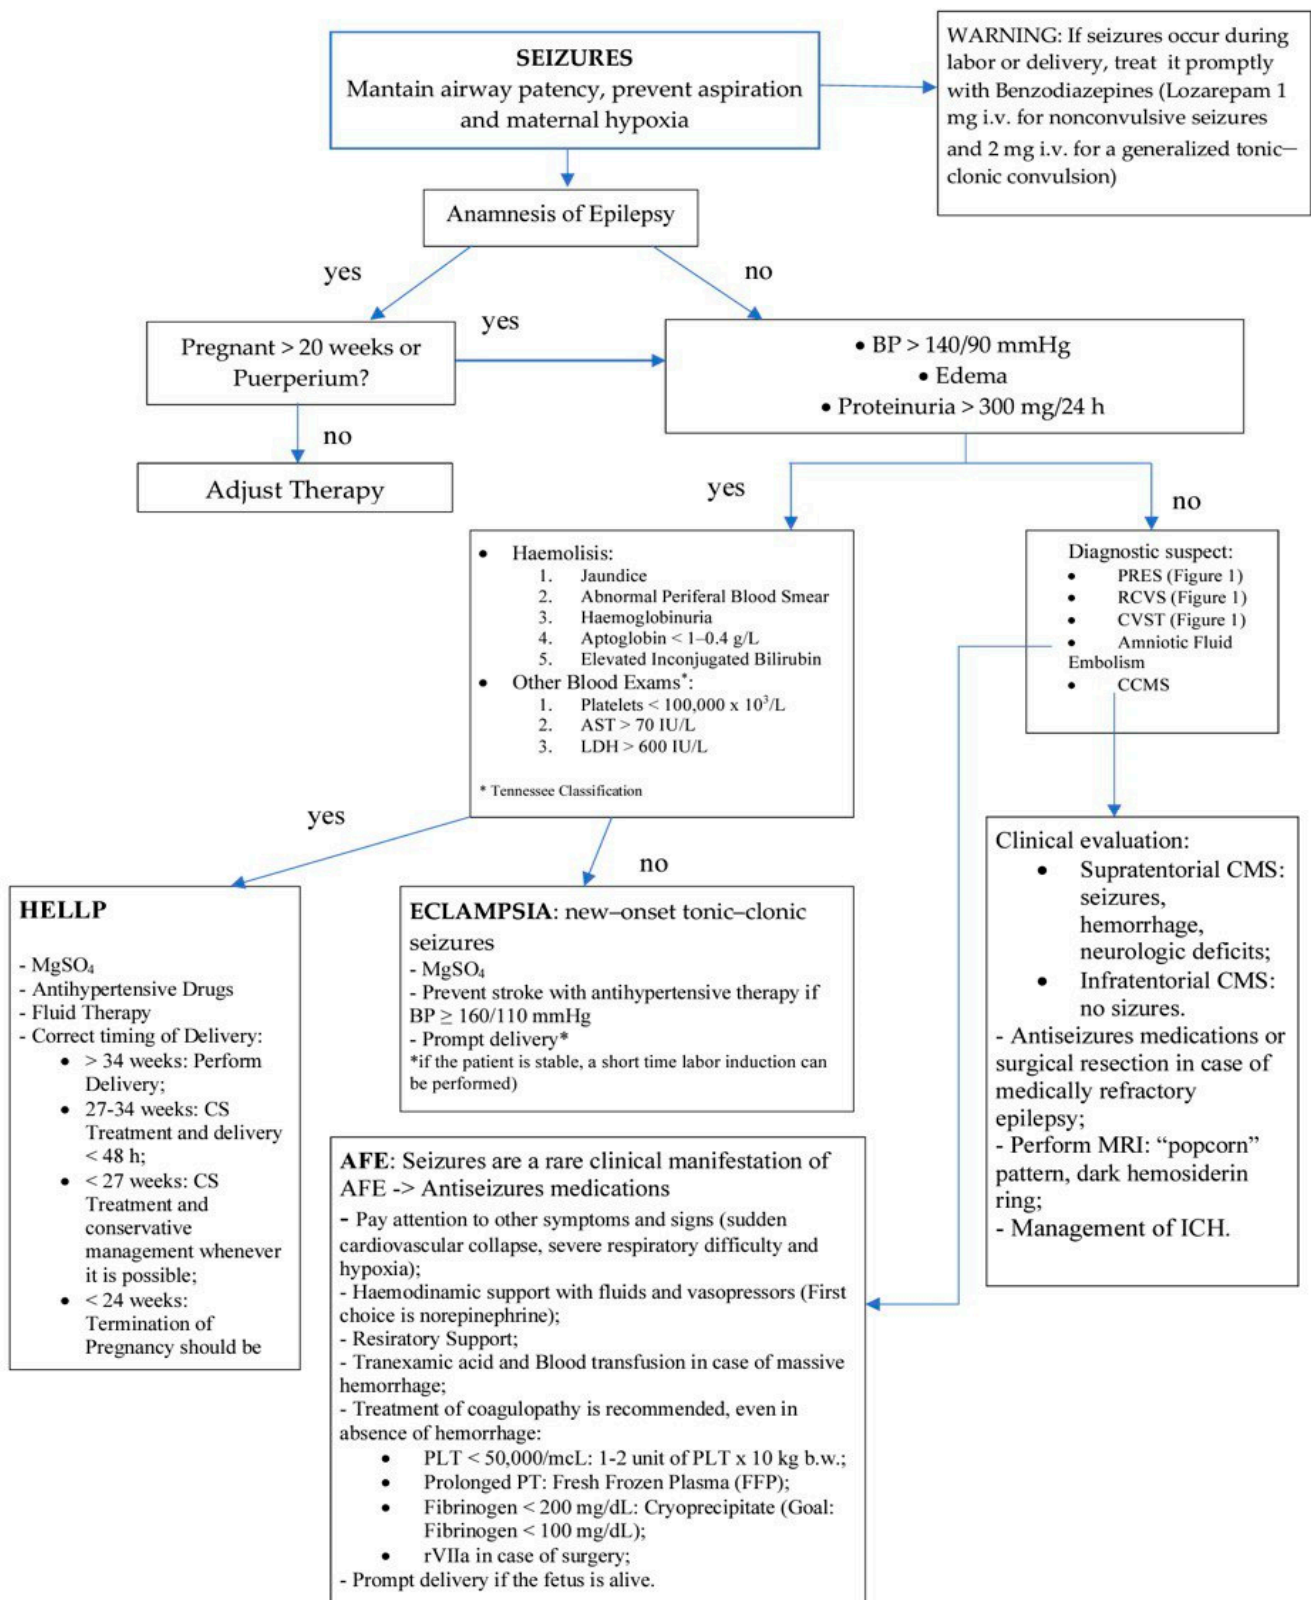 SEIZURES
Mantain airway patency, prevent aspiration
and maternal hypoxia
WARNING: If seizures occur during
labor or delivery, treat it promptly
with Benzodiazepines (Lozarepam 1
mg i.v. for nonconvulsive seizures
and 2 mg i.v. for a generalized tonic–
clonic convulsion)
Anamnesis of Epilepsy
yes
no
Pregnant > 20 weeks or
Puerperium?
yes
• BP > 140/90 mmHg
• Edema
• Proteinuria > 300 mg/24 h
no
Adjust Therapy
yes
no
• Haemolisis:
1. Jaundice
2. Abnormal Periferal Blood Smear
3. Haemoglobinuria
4. Aptoglobin < 1–0.4 g/L
5. Elevated Inconjugated Bilirubin
• Other Blood Exams*:
1. Platelets < 100,000 x 10³/L
2. AST > 70 IU/L
3. LDH > 600 IU/L
* Tennessee Classification
Diagnostic suspect:
• PRES (Figure 1)
• RCVS (Figure 1)
• CVST (Figure 1)
• Amniotic Fluid
Embolism
• CCMS
yes
no
HELLP
- MgSO₄
- Antihypertensive Drugs
- Fluid Therapy
- Correct timing of Delivery:
• > 34 weeks: Perform
Delivery;
• 27-34 weeks: CS
Treatment and delivery
< 48 h;
• < 27 weeks: CS
Treatment and
conservative
management whenever
it is possible;
• < 24 weeks:
Termination of
Pregnancy should be
ECLAMPSIA: new–onset tonic–clonic
seizures
- MgSO₄
- Prevent stroke with antihypertensive therapy if
BP ≥ 160/110 mmHg
- Prompt delivery*
*if the patient is stable, a short time labor induction can
be performed)
Clinical evaluation:
• Supratentorial CMS:
seizures,
hemorrhage,
neurologic deficits;
• Infratentorial CMS:
no sizures.
- Antiseizures medications or
surgical resection in case of
medically refractory
epilepsy;
- Perform MRI: “popcorn”
pattern, dark hemosiderin
ring;
- Management of ICH.
AFE: Seizures are a rare clinical manifestation of
AFE -> Antiseizures medications
- Pay attention to other symptoms and signs (sudden
cardiovascular collapse, severe respiratory difficulty and
hypoxia);
- Haemodinamic support with fluids and vasopressors (First
choice is norepinephrine);
- Resiratory Support;
- Tranexamic acid and Blood transfusion in case of massive
hemorrhage;
- Treatment of coagulopathy is recommended, even in
absence of hemorrhage:
• PLT < 50,000/mcL: 1-2 unit of PLT x 10 kg b.w.;
• Prolonged PT: Fresh Frozen Plasma (FFP);
• Fibrinogen < 200 mg/dL: Cryoprecipitate (Goal:
Fibrinogen < 100 mg/dL);
• rVIIa in case of surgery;
- Prompt delivery if the fetus is alive.